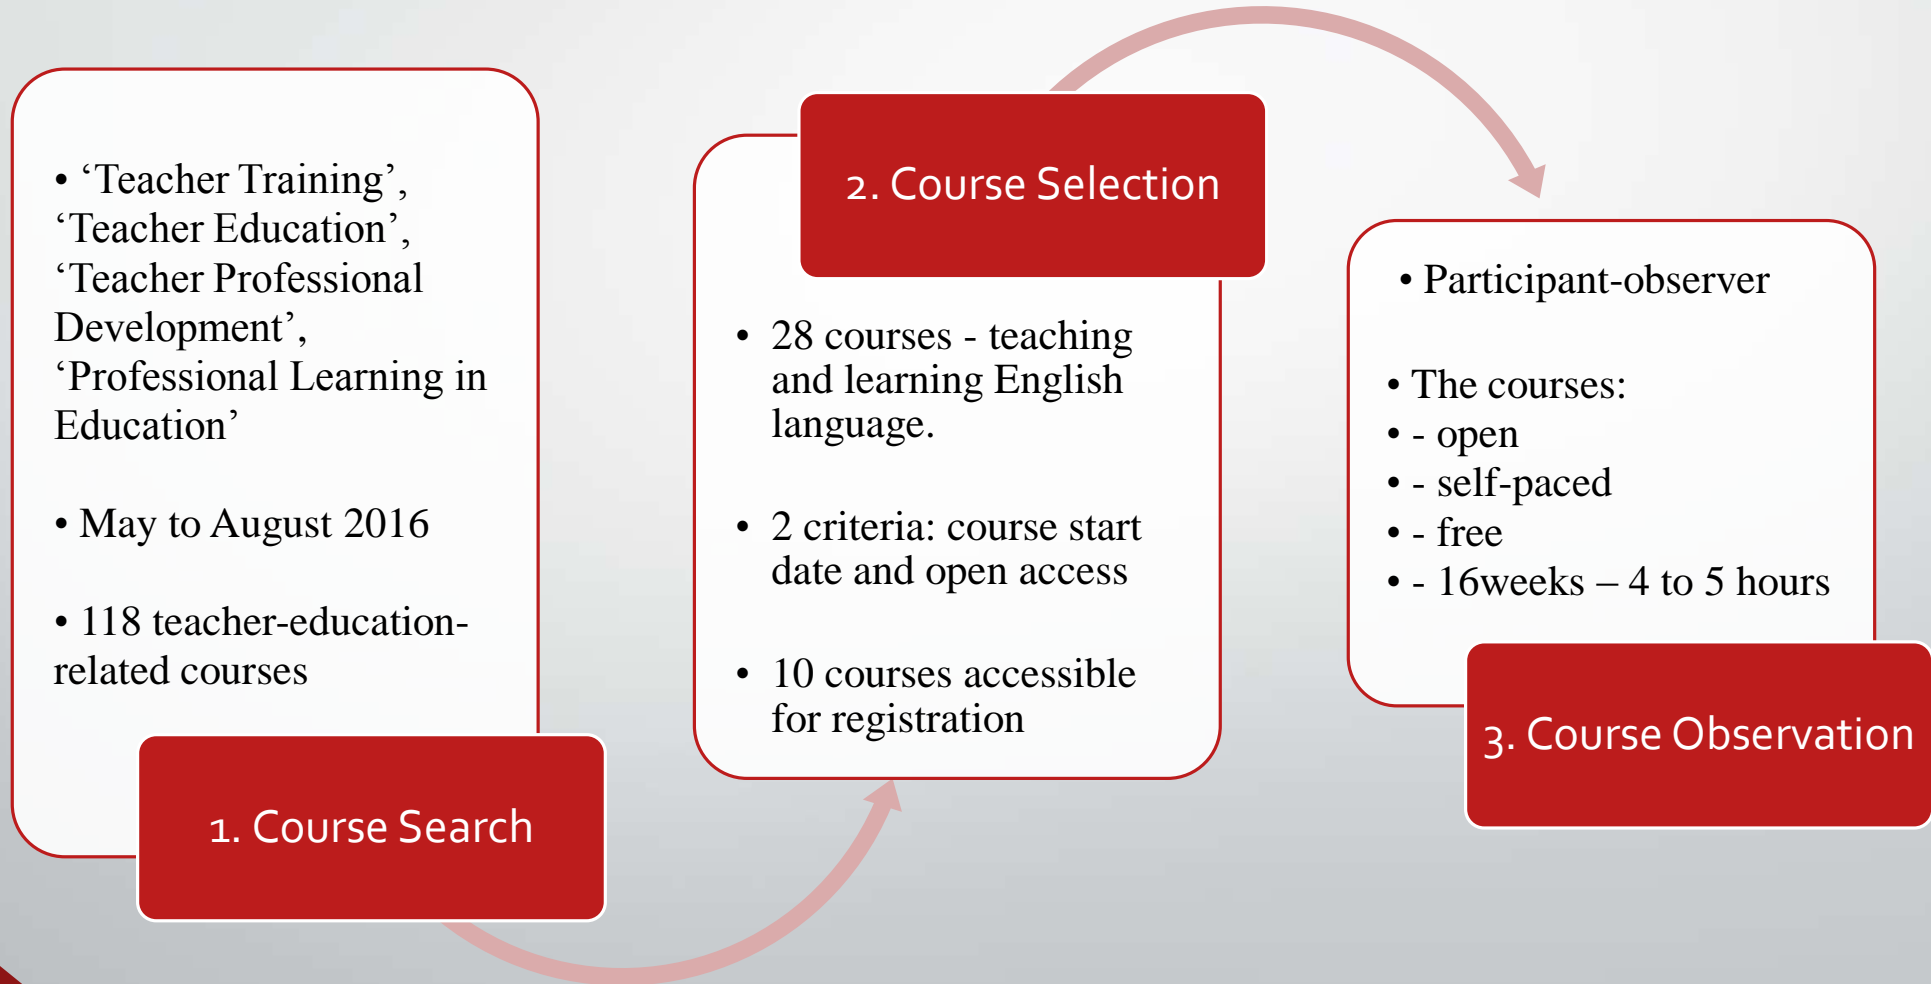 • ‘Teacher Training’,
‘Teacher Education’,
‘Teacher Professional
Development’,
‘Professional Learning in
Education’
• May to August 2016
• 118 teacher-education-
related courses
1. Course Search
2. Course Selection
• 28 courses - teaching
and learning English
language.
• 2 criteria: course start
date and open access
• 10 courses accessible
for registration
• Participant-observer
• The courses:
• - open
• - self-paced
• - free
• - 16weeks – 4 to 5 hours
3. Course Observation